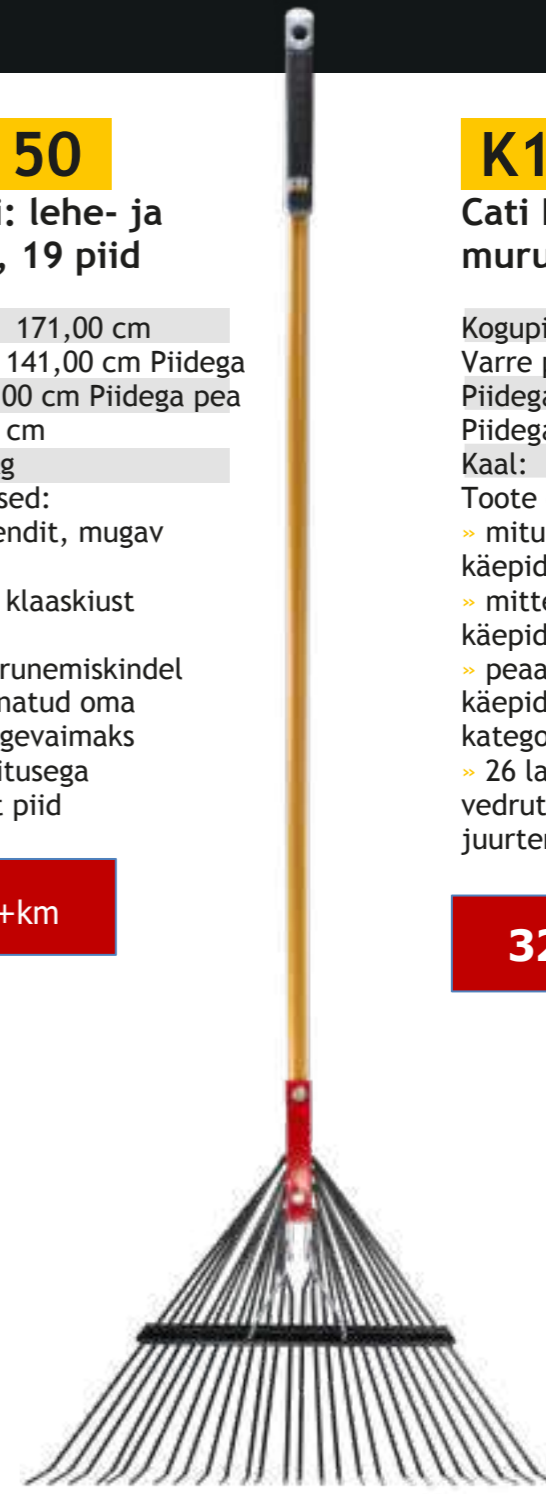 50
i: lehe- ja
, 19 piid
171,00 cm
141,00 cm Piidega
00 cm Piidega pea
cm
g
sed:
endit, mugav
klaaskiust
runemiskindel
natud oma
gevaimaks
itusega
t piid
+km
K1
Cati
muru
Kogupi
Varre
Piidega
Piidega
Kaal:
Toote
» mitu
käepid
» mitte
käepid
» peaa
käepid
katego
» 26 la
vedrut
juurter
32